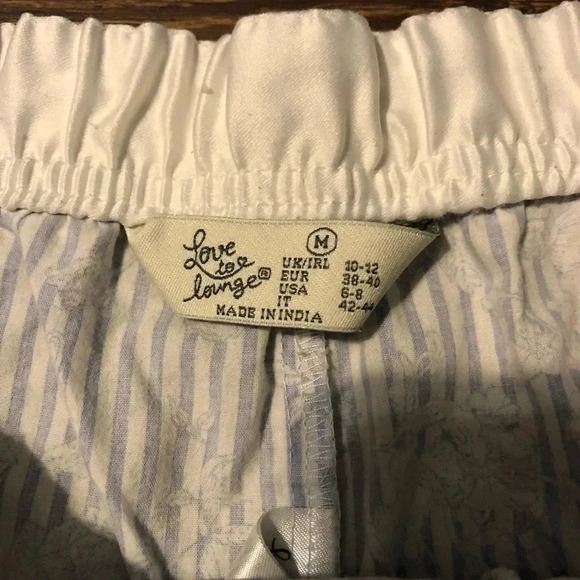 Love
to
lounge®
M
UK/IRL 10-12
EUR 38-40
USA 6-8
IT 42-44
MADE IN INDIA